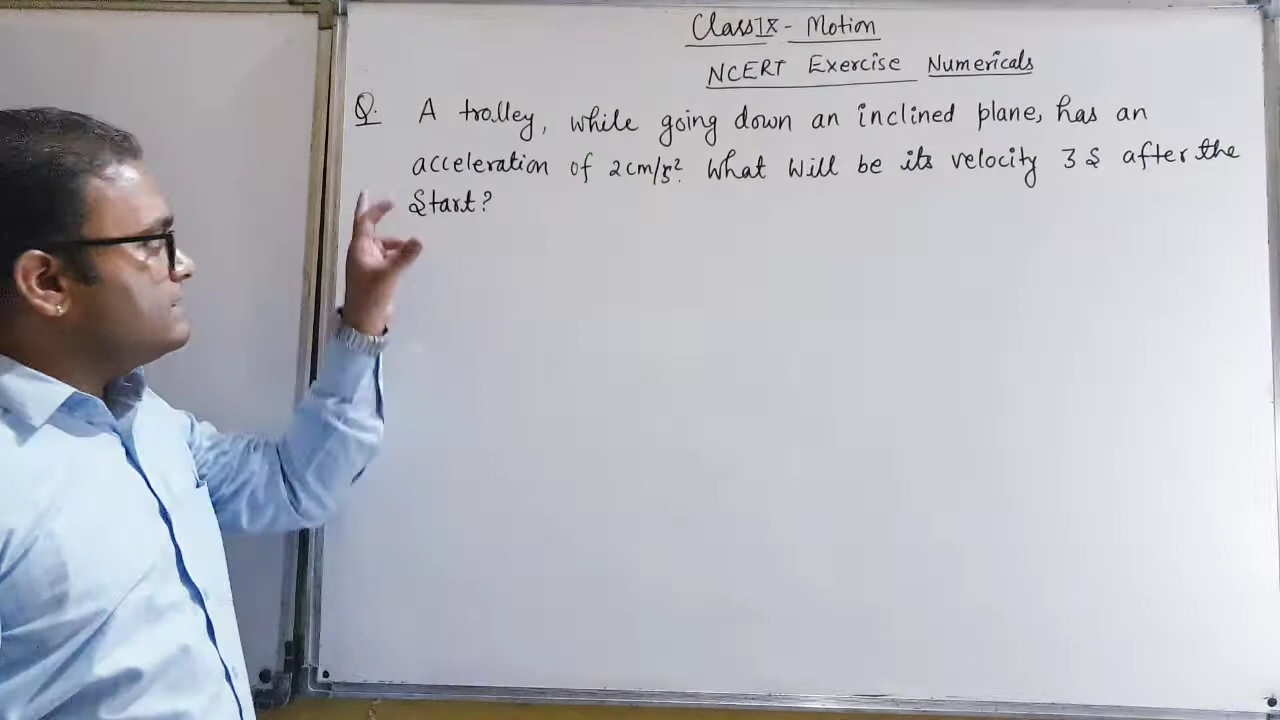 Class IX - Motion
NCERT Exercise Numericals
Q. A trolley, while going down an inclined plane, has an
acceleration of 2cm/s². What will be its velocity 3 s after the
Start?